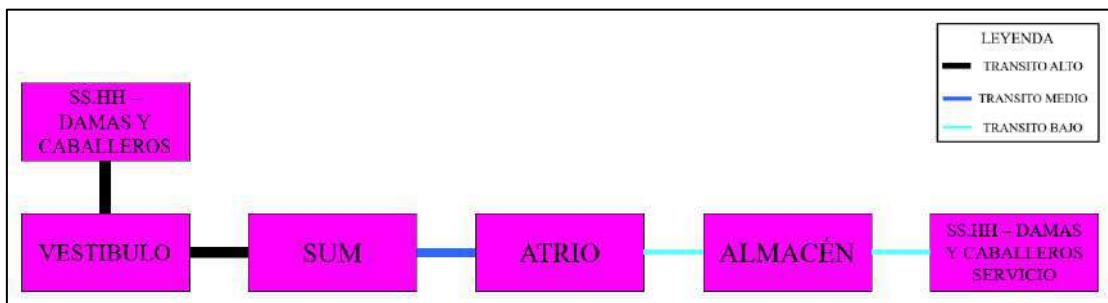 LEYENDA
TRANSITO ALTO
TRANSITO MEDIO
TRANSITO BAJO
SS.HH –
DAMAS Y
CABALLEROS
VESTIBULO
SUM
ATRIO
ALMACÉN
SS.HH – DAMAS
Y CABALLEROS
SERVICIO